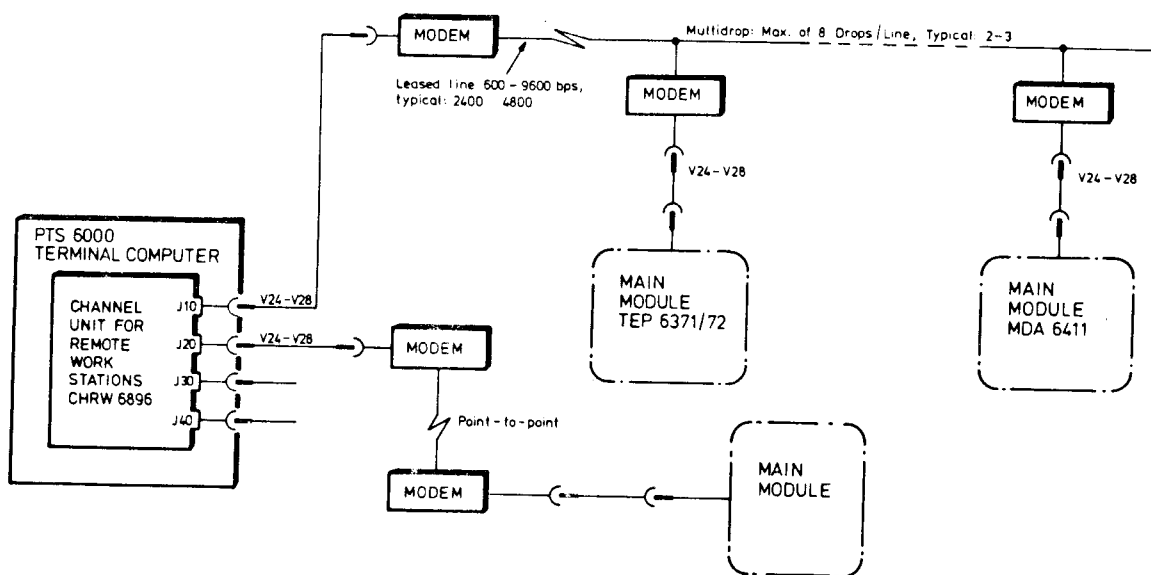 MODEM
Multidrop: Max. of 8 Drops/Line, Typical: 2-3
Leased line 600-9600 bps,
typical: 2400 4800
MODEM
MODEM
V24-V28
V24-V28
PTS 6000
TERMINAL COMPUTER
CHANNEL
UNIT FOR
REMOTE
WORK
STATIONS
CHRW 6896
J10
J20
J30
J40
V24-V28
V24-V28
MODEM
Point-to-point
MODEM
MAIN
MODULE
TEP 6371/72
MAIN
MODULE
MDA 6411
MAIN
MODULE